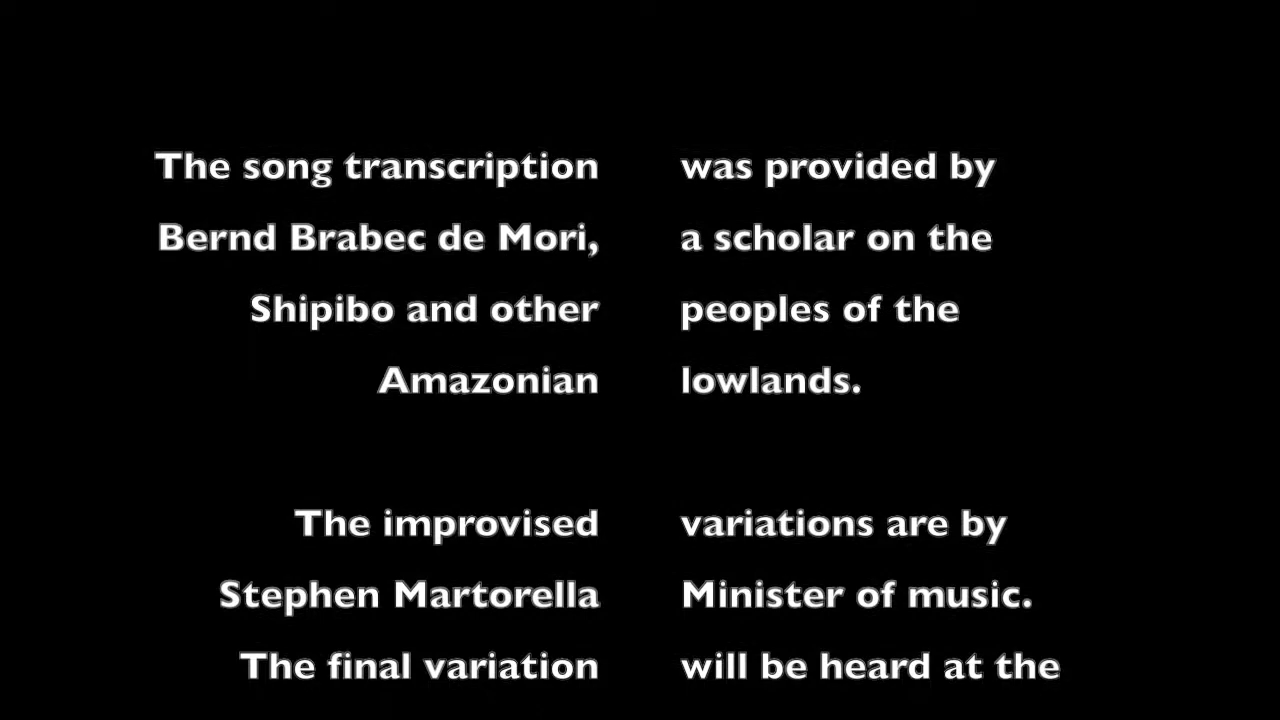 The song transcription was provided by
Bernd Brabec de Mori, a scholar on the
Shipibo and other peoples of the
Amazonian lowlands.
The improvised variations are by
Stephen Martorella Minister of music.
The final variation will be heard at the